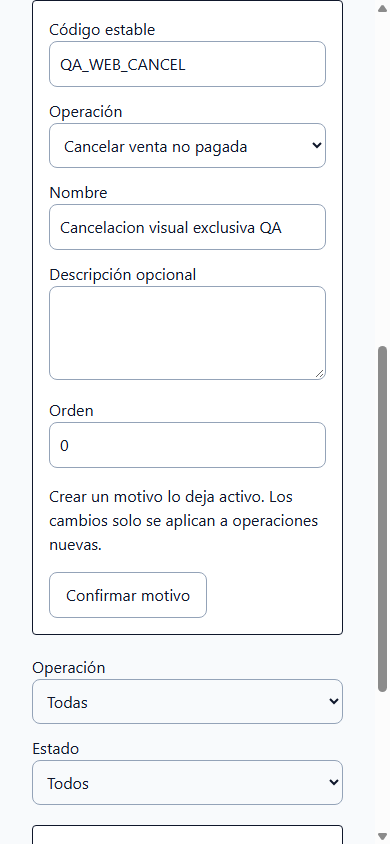 Código estable
QA_WEB_CANCEL
Operación
Cancelar venta no pagada
Nombre
Cancelacion visual exclusiva QA
Descripción opcional
Orden
0
Crear un motivo lo deja activo. Los
cambios solo se aplican a operaciones
nuevas.
Confirmar motivo
Operación
Todas
Estado
Todos